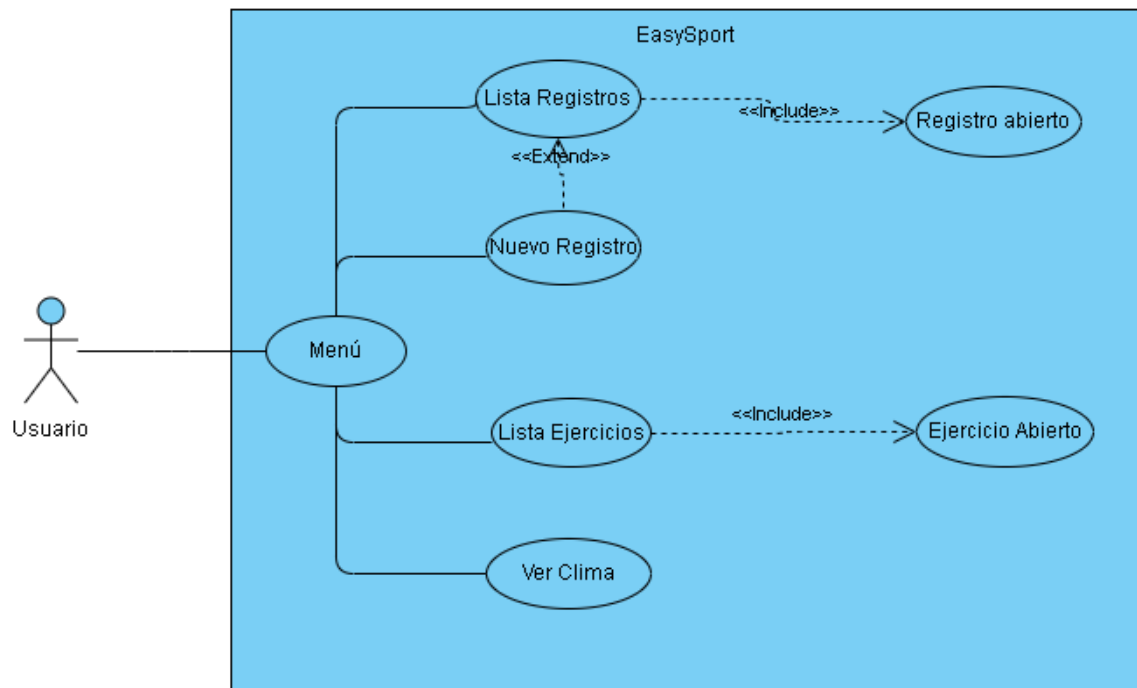 EasySport
Lista Registros
<<Include>>
Registro abierto
<<Extend>>
Nuevo Registro
Menú
Usuario
Lista Ejercicios
<<Include>>
Ejercicio Abierto
Ver Clima